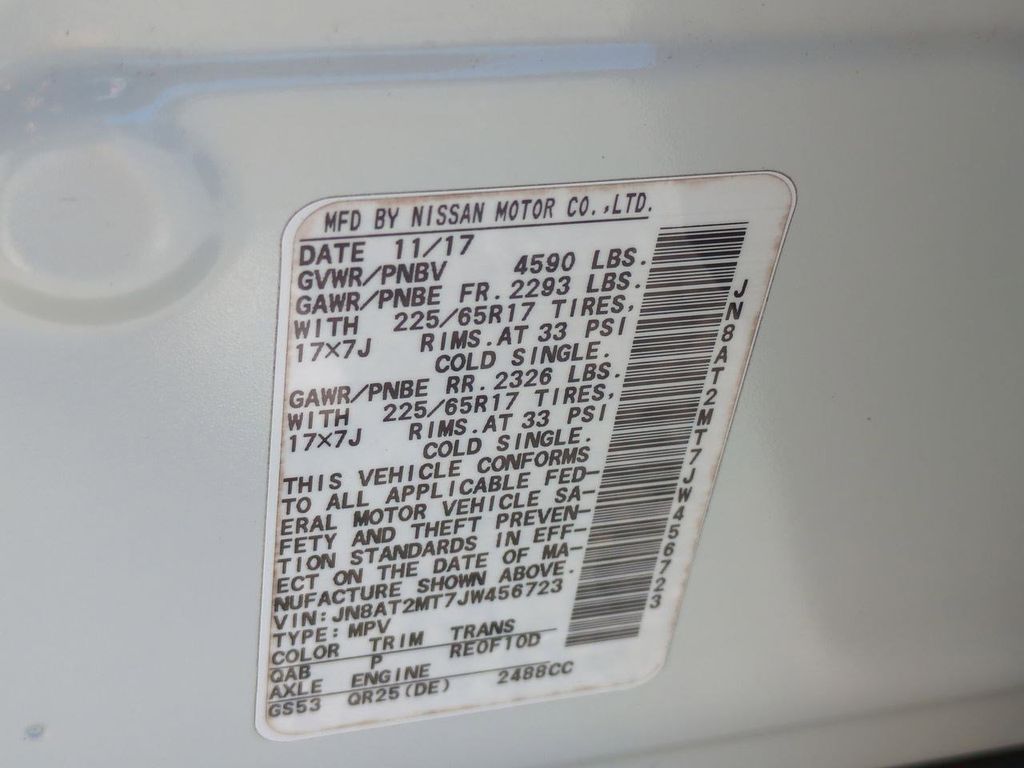 MFD BY NISSAN MOTOR CO.,LTD.
DATE 11/17
GVWR/PNBV 4590 LBS.
GAWR/PNBE FR. 2293 LBS.
WITH 225/65R17 TIRES,
17×7J RIMS. AT 33 PSI
COLD SINGLE.
GAWR/PNBE RR. 2326 LBS.
WITH 225/65R17 TIRES,
17×7J RIMS. AT 33 PSI
COLD SINGLE.
THIS VEHICLE CONFORMS
TO ALL APPLICABLE FED-
ERAL MOTOR VEHICLE SA-
FETY AND THEFT PREVEN-
TION STANDARDS IN EFF-
ECT ON THE DATE OF MA-
NUFACTURE SHOWN ABOVE.
VIN:JN8AT2MT7JW456723
TYPE:MPV
COLOR TRIM TRANS
QAB P RE0F10D
AXLE ENGINE
GS53 QR25(DE) 2488CC
JN8AT2MT7JW456723